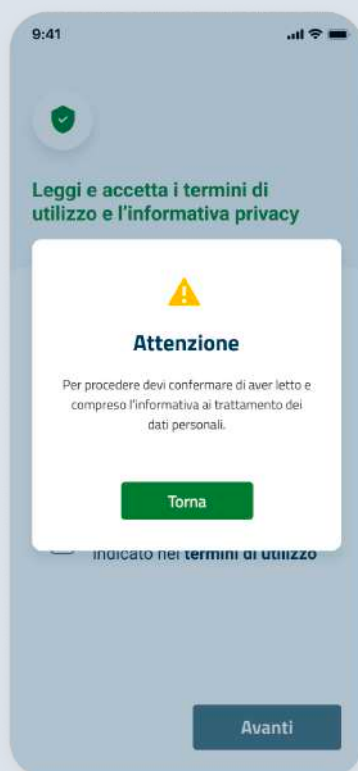 9:41
Leggi e accetta i termini di
utilizzo e l'informativa privacy
Attenzione
Per procedere devi confermare di aver letto e
compreso l'informativa ai trattamento dei
dati personali.
Torna
indicato nei termini di utilizzo
Avanti